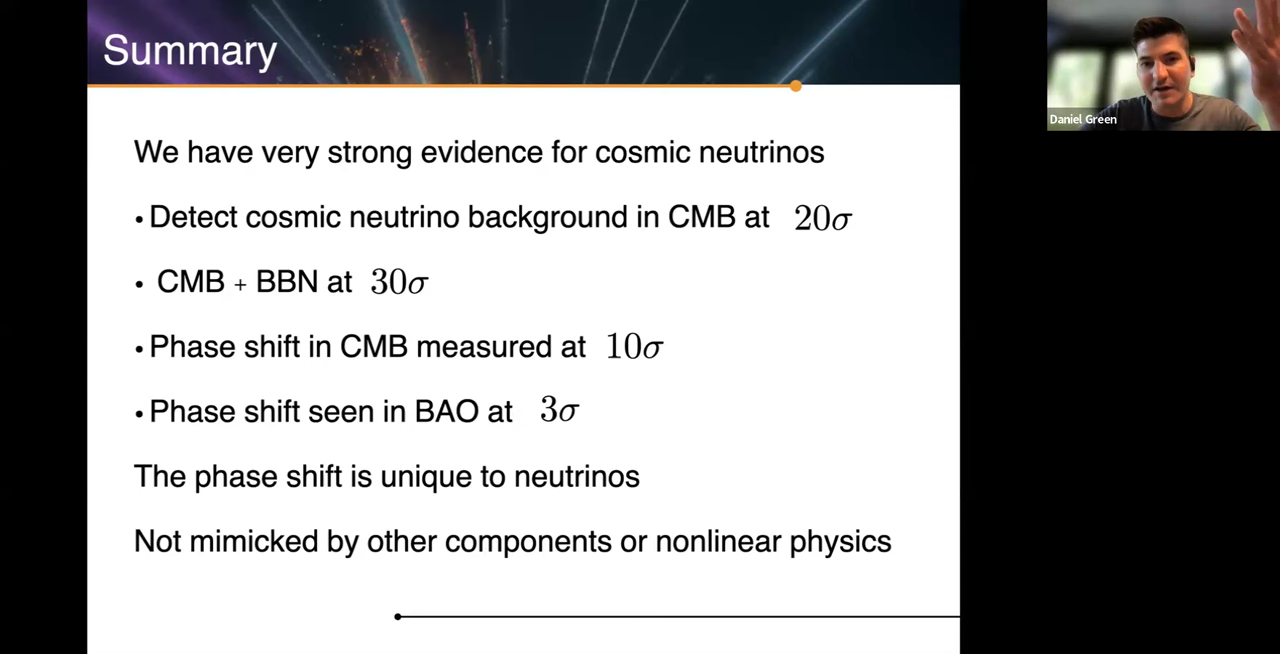 Summary
Daniel Green
We have very strong evidence for cosmic neutrinos
• Detect cosmic neutrino background in CMB at 20σ
• CMB + BBN at 30σ
• Phase shift in CMB measured at 10σ
• Phase shift seen in BAO at 3σ
The phase shift is unique to neutrinos
Not mimicked by other components or nonlinear physics